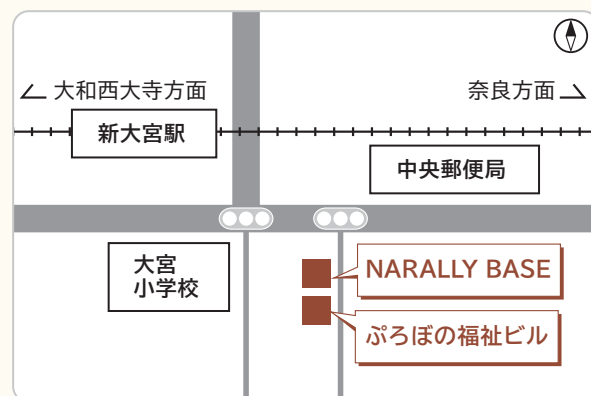 大和西大寺方面
奈良方面
新大宮駅
中央郵便局
大宮
小学校
NARALLY BASE
ぷろぼの福祉ビル